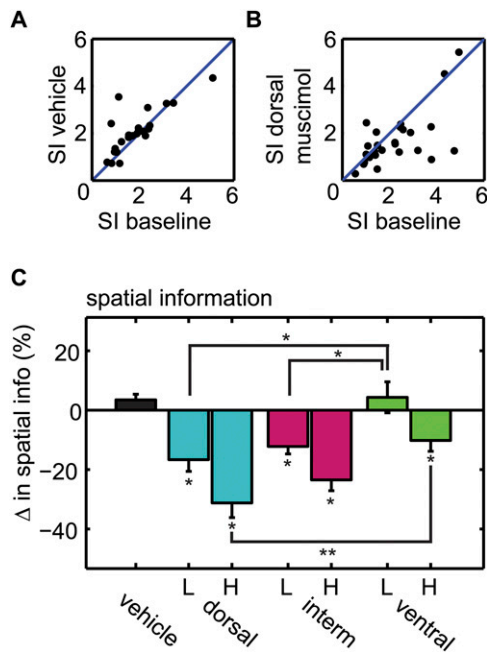 A
6
4
2
0
0 2 4 6
SI vehicle
SI baseline
B
6
4
2
0
0 2 4 6
SI dorsal
muscimol
SI baseline
C
spatial information
Δ in spatial info (%)
20
0
−20
−40
*
*
* * * * *
**
L H L H L H
vehicle dorsal interm ventral